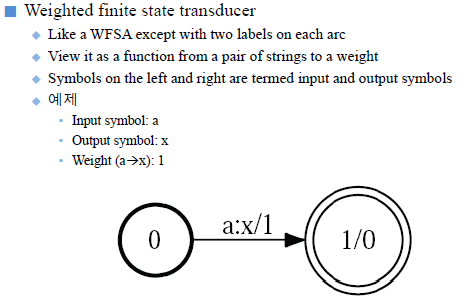 Weighted finite state transducer
Like a WFSA except with two labels on each arc
View it as a function from a pair of strings to a weight
Symbols on the left and right are termed input and output symbols
예제
Input symbol: a
Output symbol: x
Weight (a→x): 1
0 a:x/1 1/0